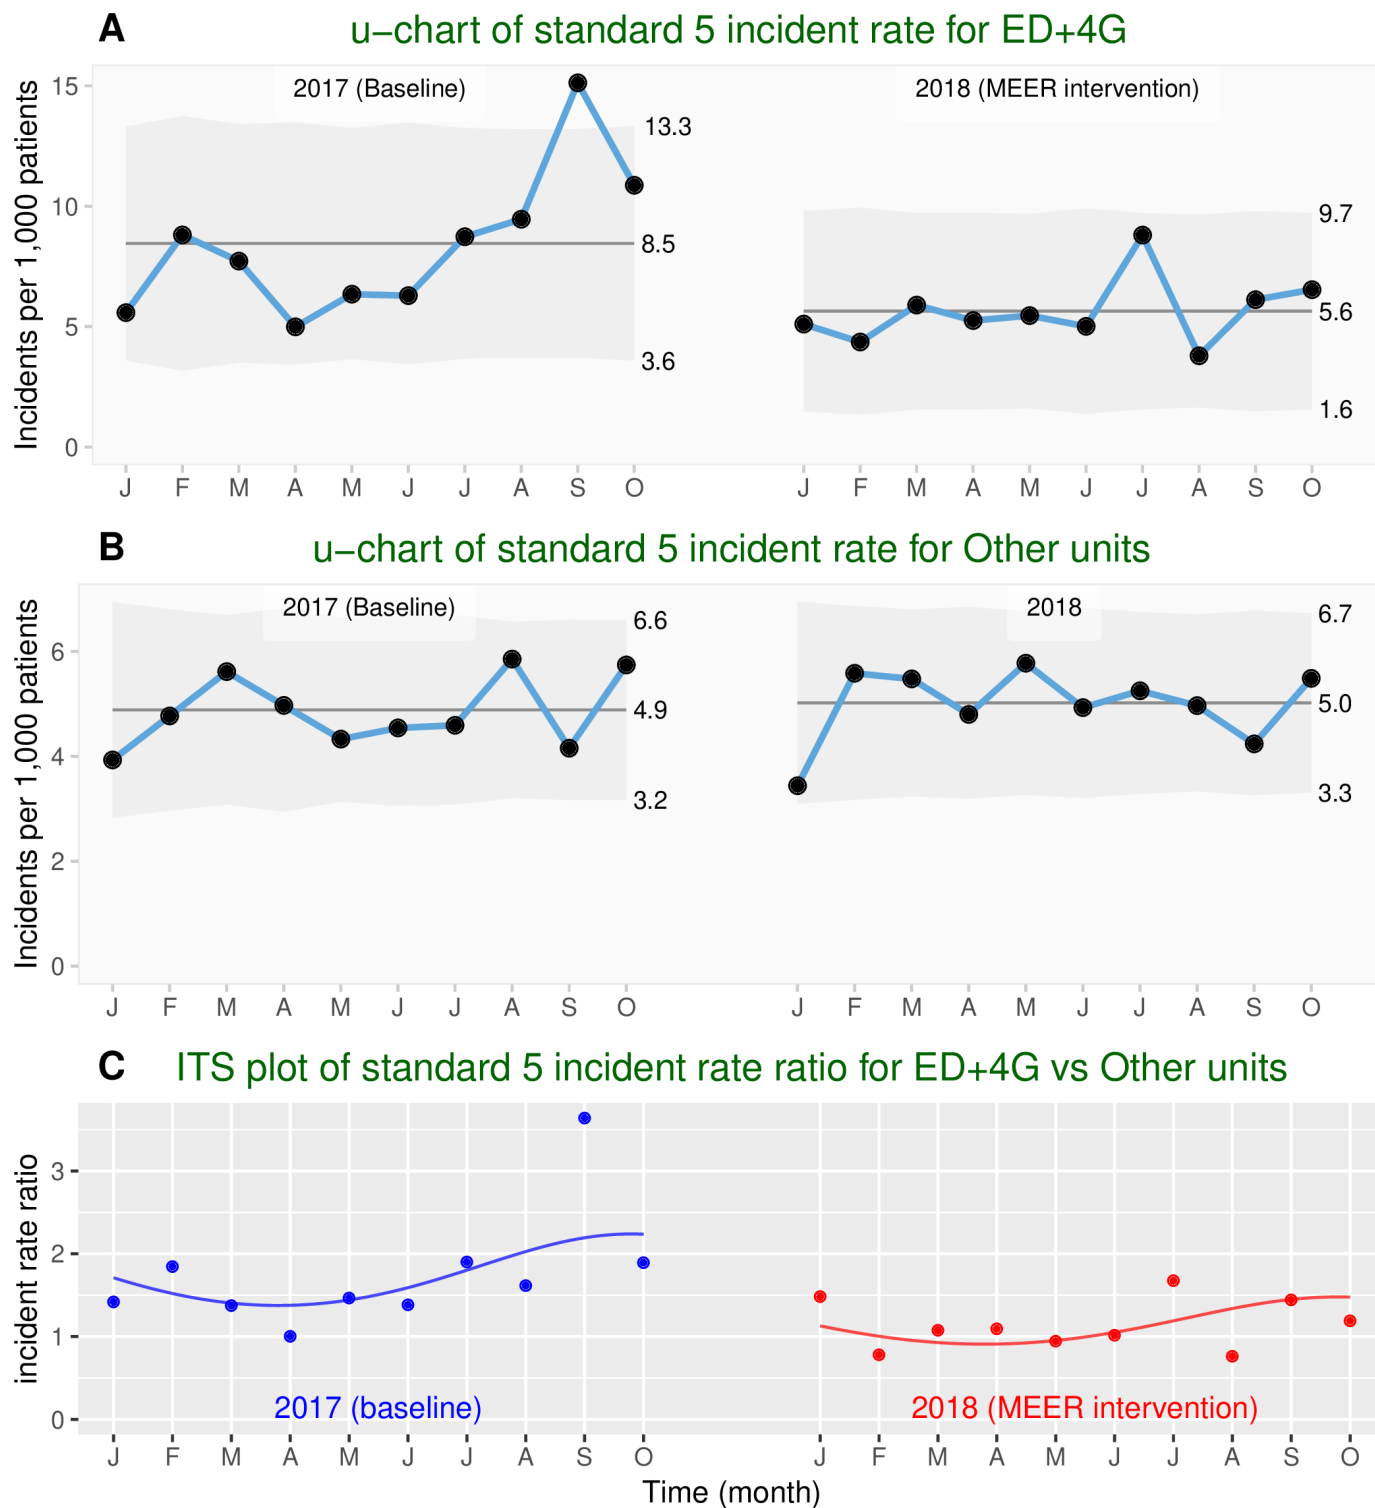 A
u−chart of standard 5 incident rate for ED+4G
Incidents per 1,000 patients
15
10
5
0
2017 (Baseline)
2018 (MEER intervention)
13.3
8.5
3.6
9.7
5.6
1.6
J F M A M J J A S O
J F M A M J J A S O
B
u−chart of standard 5 incident rate for Other units
Incidents per 1,000 patients
6
4
2
0
2017 (Baseline)
2018
6.6
4.9
3.2
6.7
5.0
3.3
J F M A M J J A S O
J F M A M J J A S O
C
ITS plot of standard 5 incident rate ratio for ED+4G vs Other units
incident rate ratio
3
2
1
0
2017 (baseline)
2018 (MEER intervention)
J F M A M J J A S O
J F M A M J J A S O
Time (month)